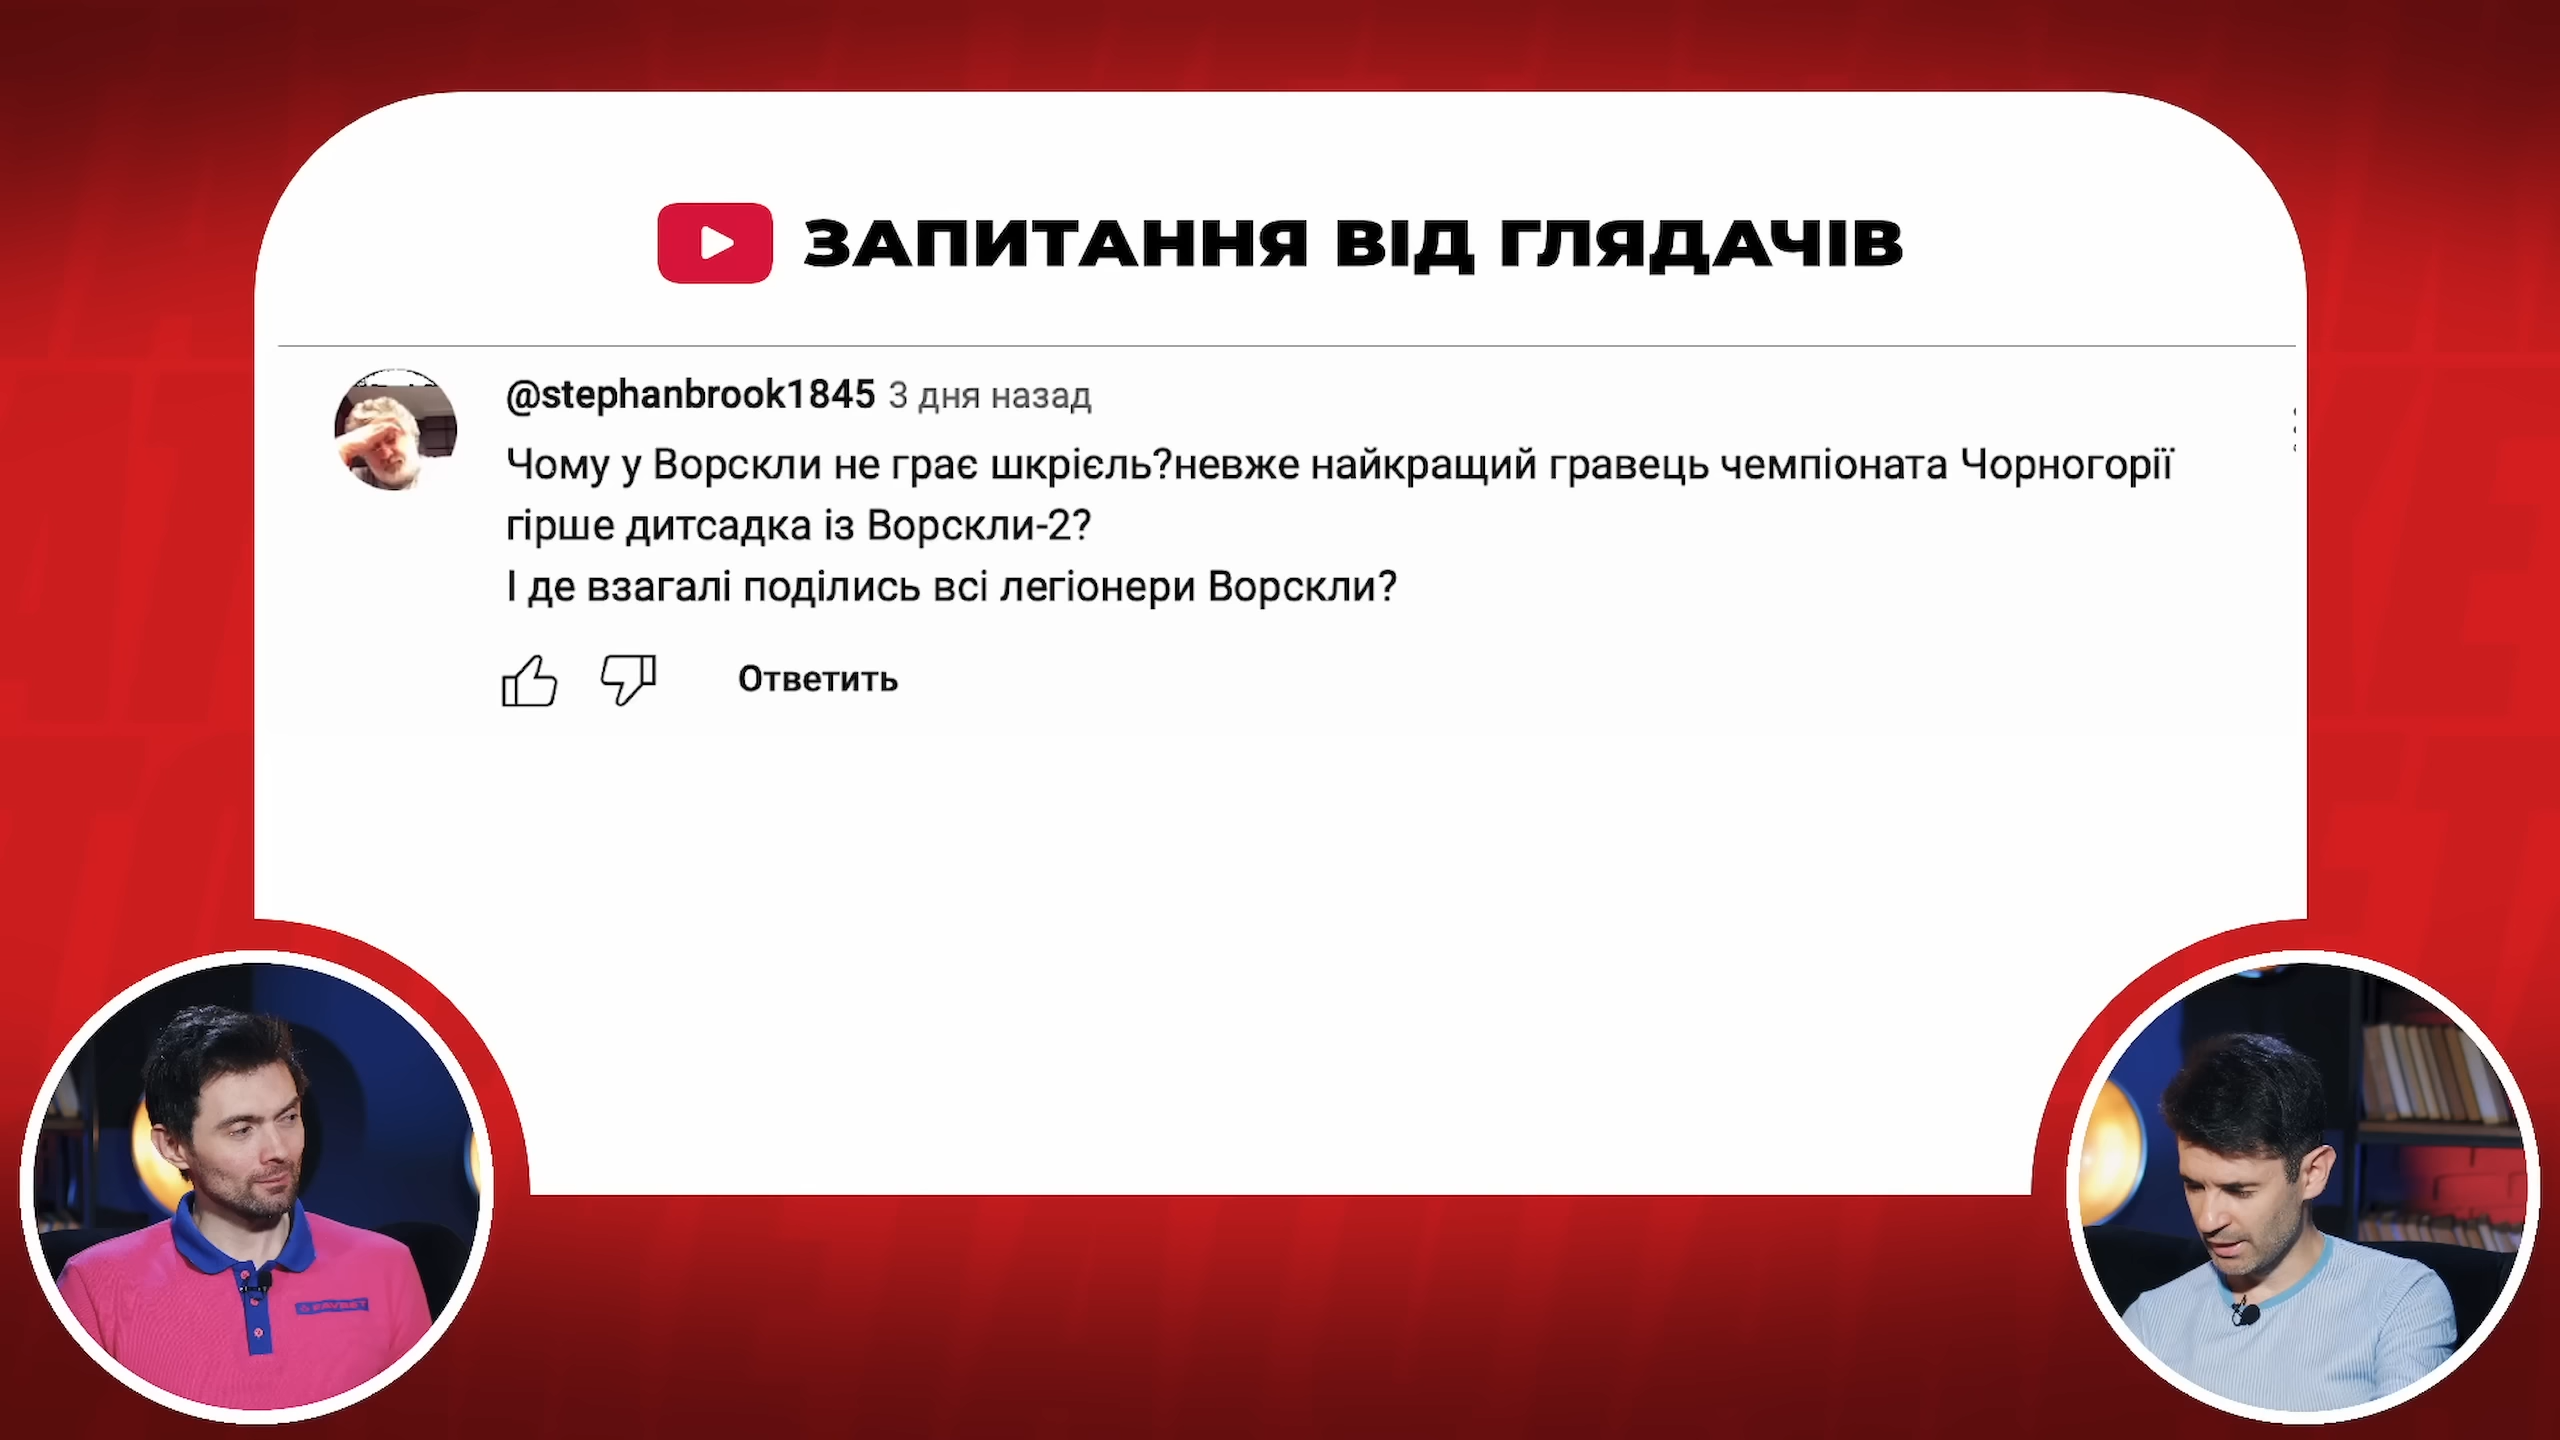 ЗАПИТАННЯ ВІД ГЛЯДАЧІВ
@stephanbrook1845 3 дня назад
Чому у Ворскли не грає шкрієль?невже найкращий гравець чемпіоната Чорногорії
гірше дитсадка із Ворскли-2?
І де взагалі поділись всі легіонери Ворскли?
Ответить